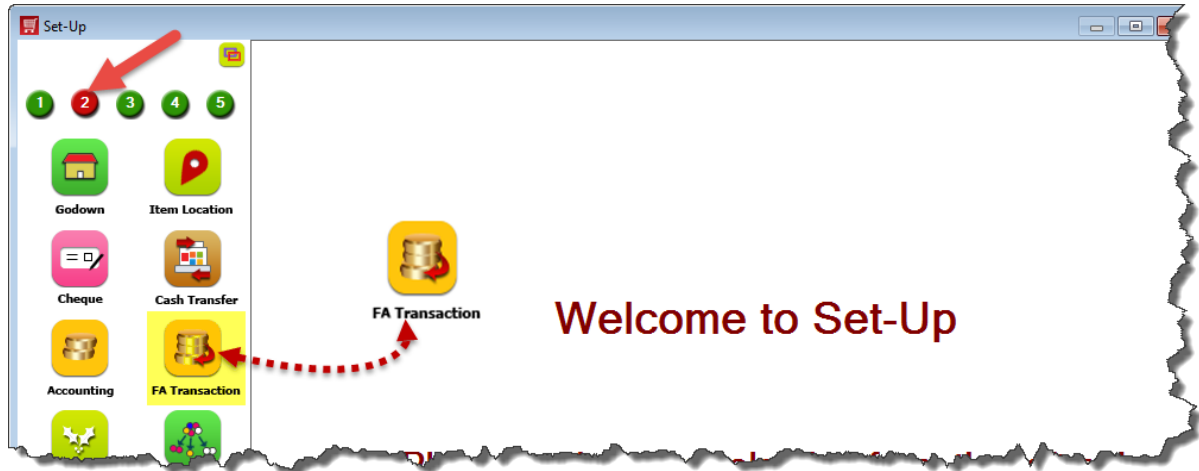 Set-Up
1 2 3 4 5
Godown Item Location
Cheque Cash Transfer
Accounting FA Transaction
FA Transaction
Welcome to Set-Up